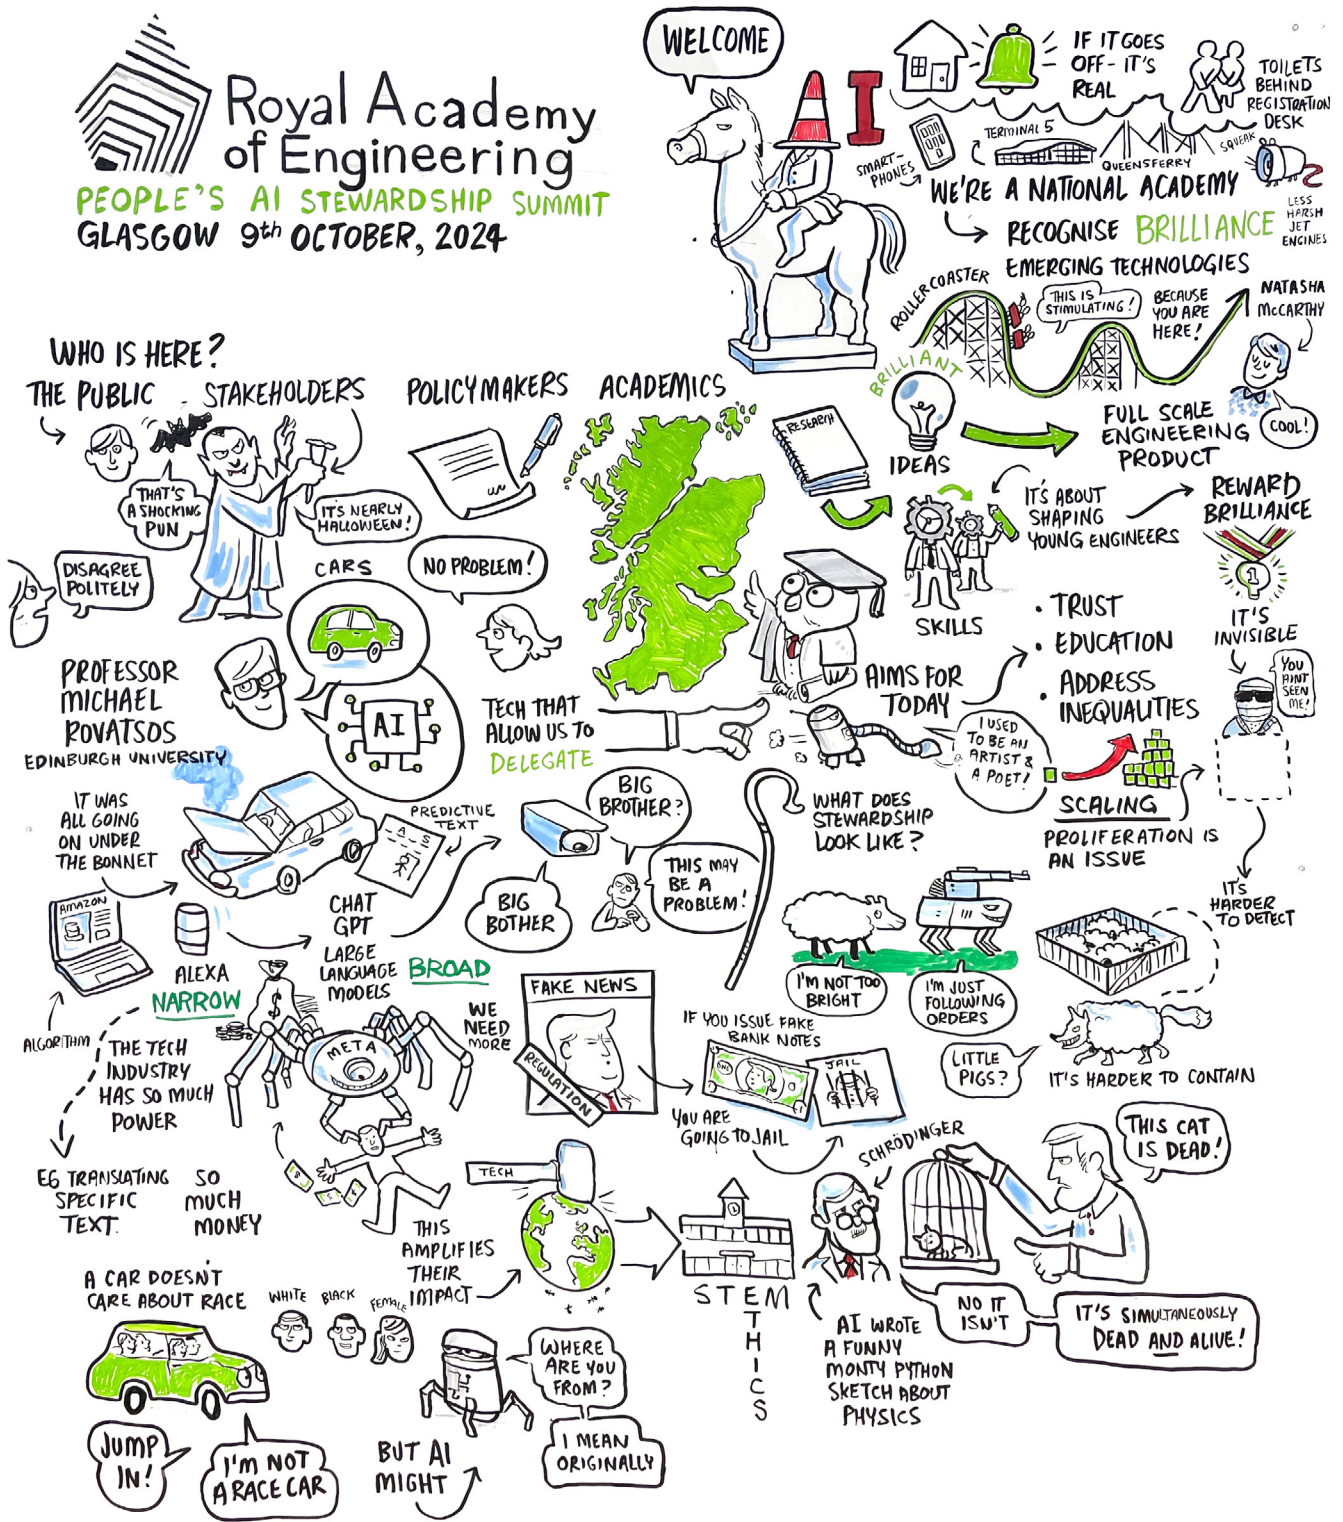 Royal Academy
of Engineering
PEOPLE'S AI STEWARDSHIP SUMMIT
GLASGOW 9th OCTOBER, 2024
WELCOME
I
IF IT GOES
OFF - IT'S
REAL
TOILETS
BEHIND
REGISTRATION
DESK
SMART-
PHONES
TERMINAL 5
QUEENSFERRY
SQUEAK
LESS
HARSH
JET
ENGINES
WE'RE A NATIONAL ACADEMY
RECOGNISE BRILLIANCE
EMERGING TECHNOLOGIES
ROLLERCOASTER
THIS IS
STIMULATING!
BECAUSE
YOU ARE
HERE!
NATASHA
McCARTHY
COOL!
WHO IS HERE?
THE PUBLIC - STAKEHOLDERS
POLICYMAKERS
ACADEMICS
THAT'S
A SHOCKING
PUN
IT'S NEARLY
HALLOWEEN!
DISAGREE
POLITELY
NO PROBLEM!
RESEARCH
BRILLIANT
IDEAS
FULL SCALE
ENGINEERING
PRODUCT
SKILLS
IT'S ABOUT
SHAPING
YOUNG ENGINEERS
REWARD
BRILLIANCE
1
IT'S
INVISIBLE
YOU
AINT
SEEN
ME!
AIMS FOR
TODAY
• TRUST
• EDUCATION
• ADDRESS
INEQUALITIES
I USED
TO BE AN
ARTIST &
A POET!
SCALING
PROLIFERATION IS
AN ISSUE
IT'S
HARDER
TO DETECT
CARS
AI
PROFESSOR
MICHAEL
ROVATSOS
EDINBURGH UNIVERSITY
TECH THAT
ALLOW US TO
DELEGATE
IT WAS
ALL GOING
ON UNDER
THE BONNET
AMAZON
ALGORITHM
ALEXA
NARROW
PREDICTIVE
TEXT
A S
CHAT
GPT
LARGE
LANGUAGE
MODELS
BROAD
BIG
BROTHER?
BIG
BOTHER
THIS MAY
BE A
PROBLEM!
WHAT DOES
STEWARDSHIP
LOOK LIKE?
I'M NOT TOO
BRIGHT
I'M JUST
FOLLOWING
ORDERS
LITTLE
PIGS?
IT'S HARDER TO CONTAIN
THE TECH
INDUSTRY
HAS SO MUCH
POWER
$
META
EG TRANSLATING
SPECIFIC
TEXT.
SO
MUCH
MONEY
WE
NEED
MORE
FAKE NEWS
REGULATION
IF YOU ISSUE FAKE
BANK NOTES
ONE
JAIL
YOU ARE
GOING TO JAIL
TECH
THIS
AMPLIFIES
THEIR
IMPACT
STEM
THICS
SCHRÖDINGER
THIS CAT
IS DEAD!
NO IT
ISN'T
IT'S SIMULTANEOUSLY
DEAD AND ALIVE!
AI WROTE
A FUNNY
MONTY PYTHON
SKETCH ABOUT
PHYSICS
A CAR DOESN'T
CARE ABOUT RACE
WHITE
BLACK
FEMALE
JUMP
IN!
I'M NOT
A RACE CAR
BUT AI
MIGHT
WHERE
ARE YOU
FROM?
I MEAN
ORIGINALLY